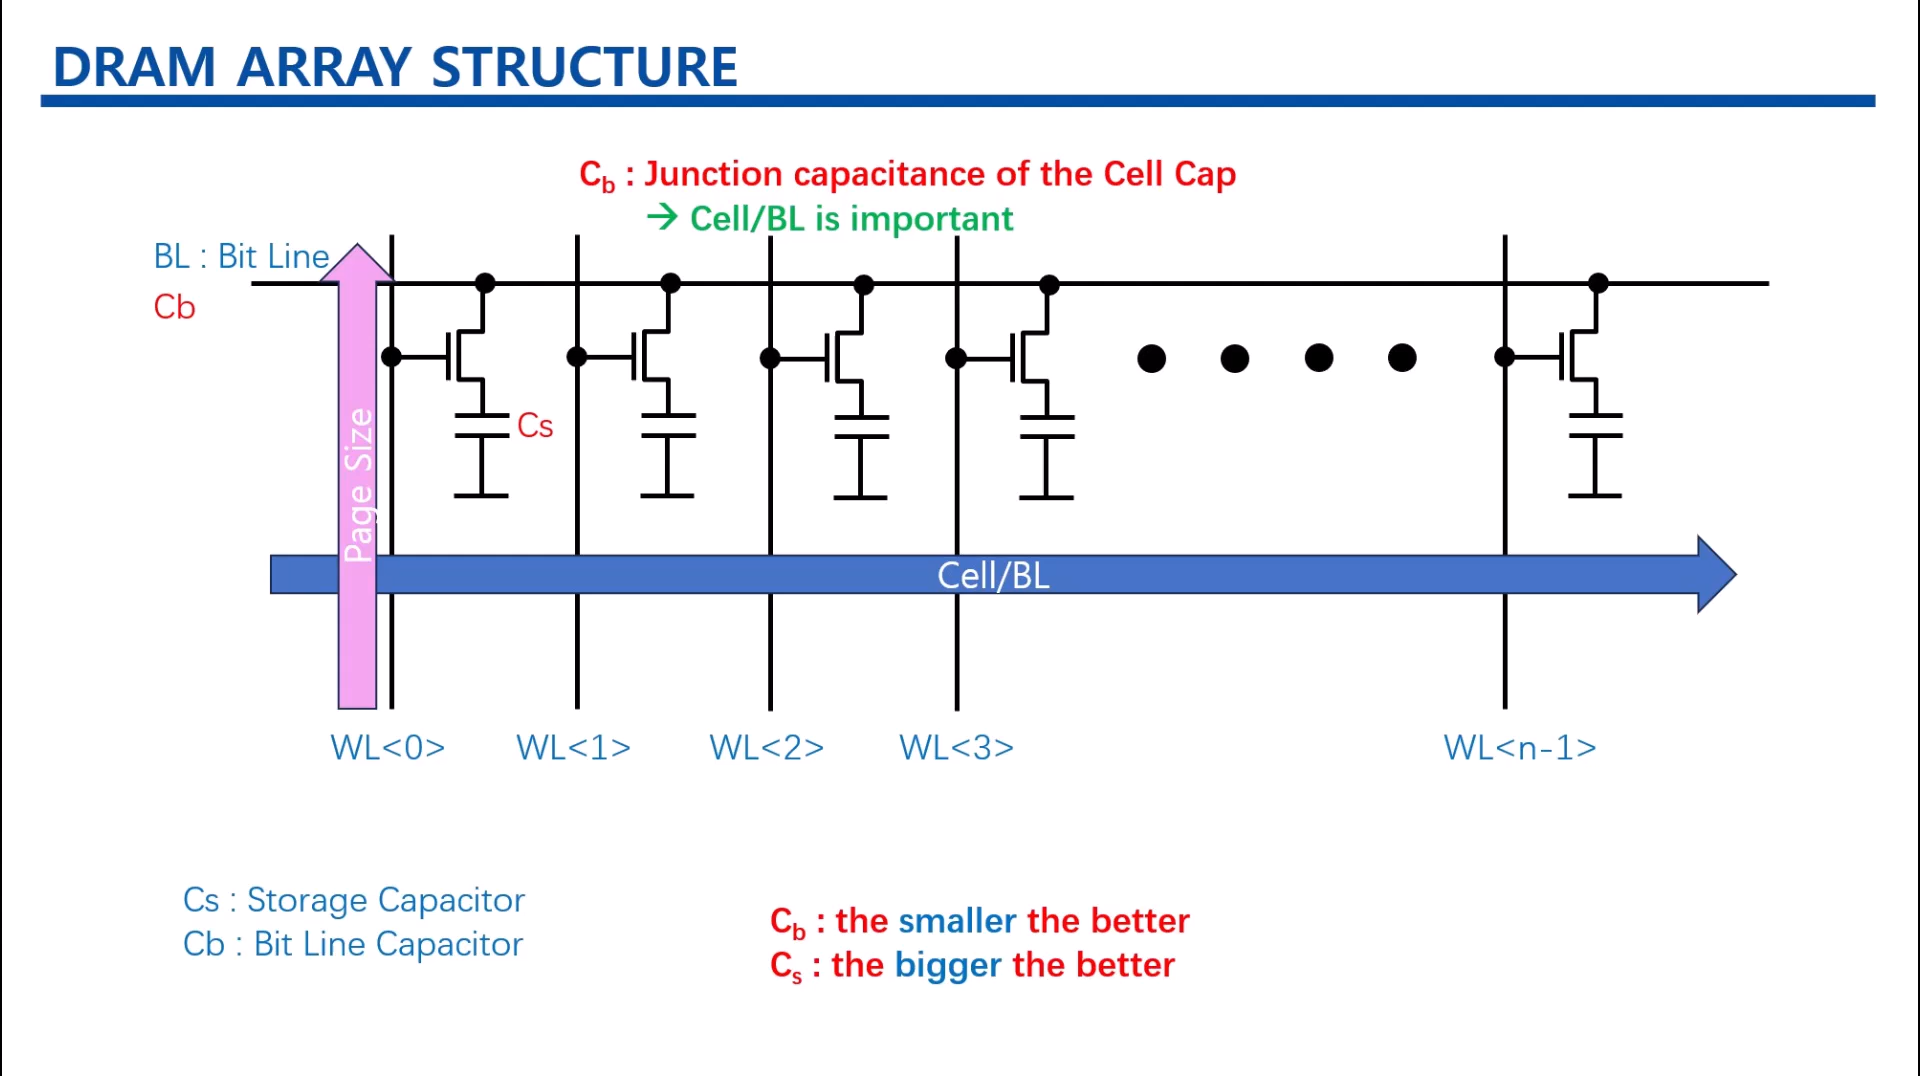 DRAM ARRAY STRUCTURE
Cb : Junction capacitance of the Cell Cap
→ Cell/BL is important
BL : Bit Line
Cb
Cs
Page Size
Cell/BL
WL<0>
WL<1>
WL<2>
WL<3>
WL<n-1>
Cs : Storage Capacitor
Cb : Bit Line Capacitor
Cb : the smaller the better
Cs : the bigger the better